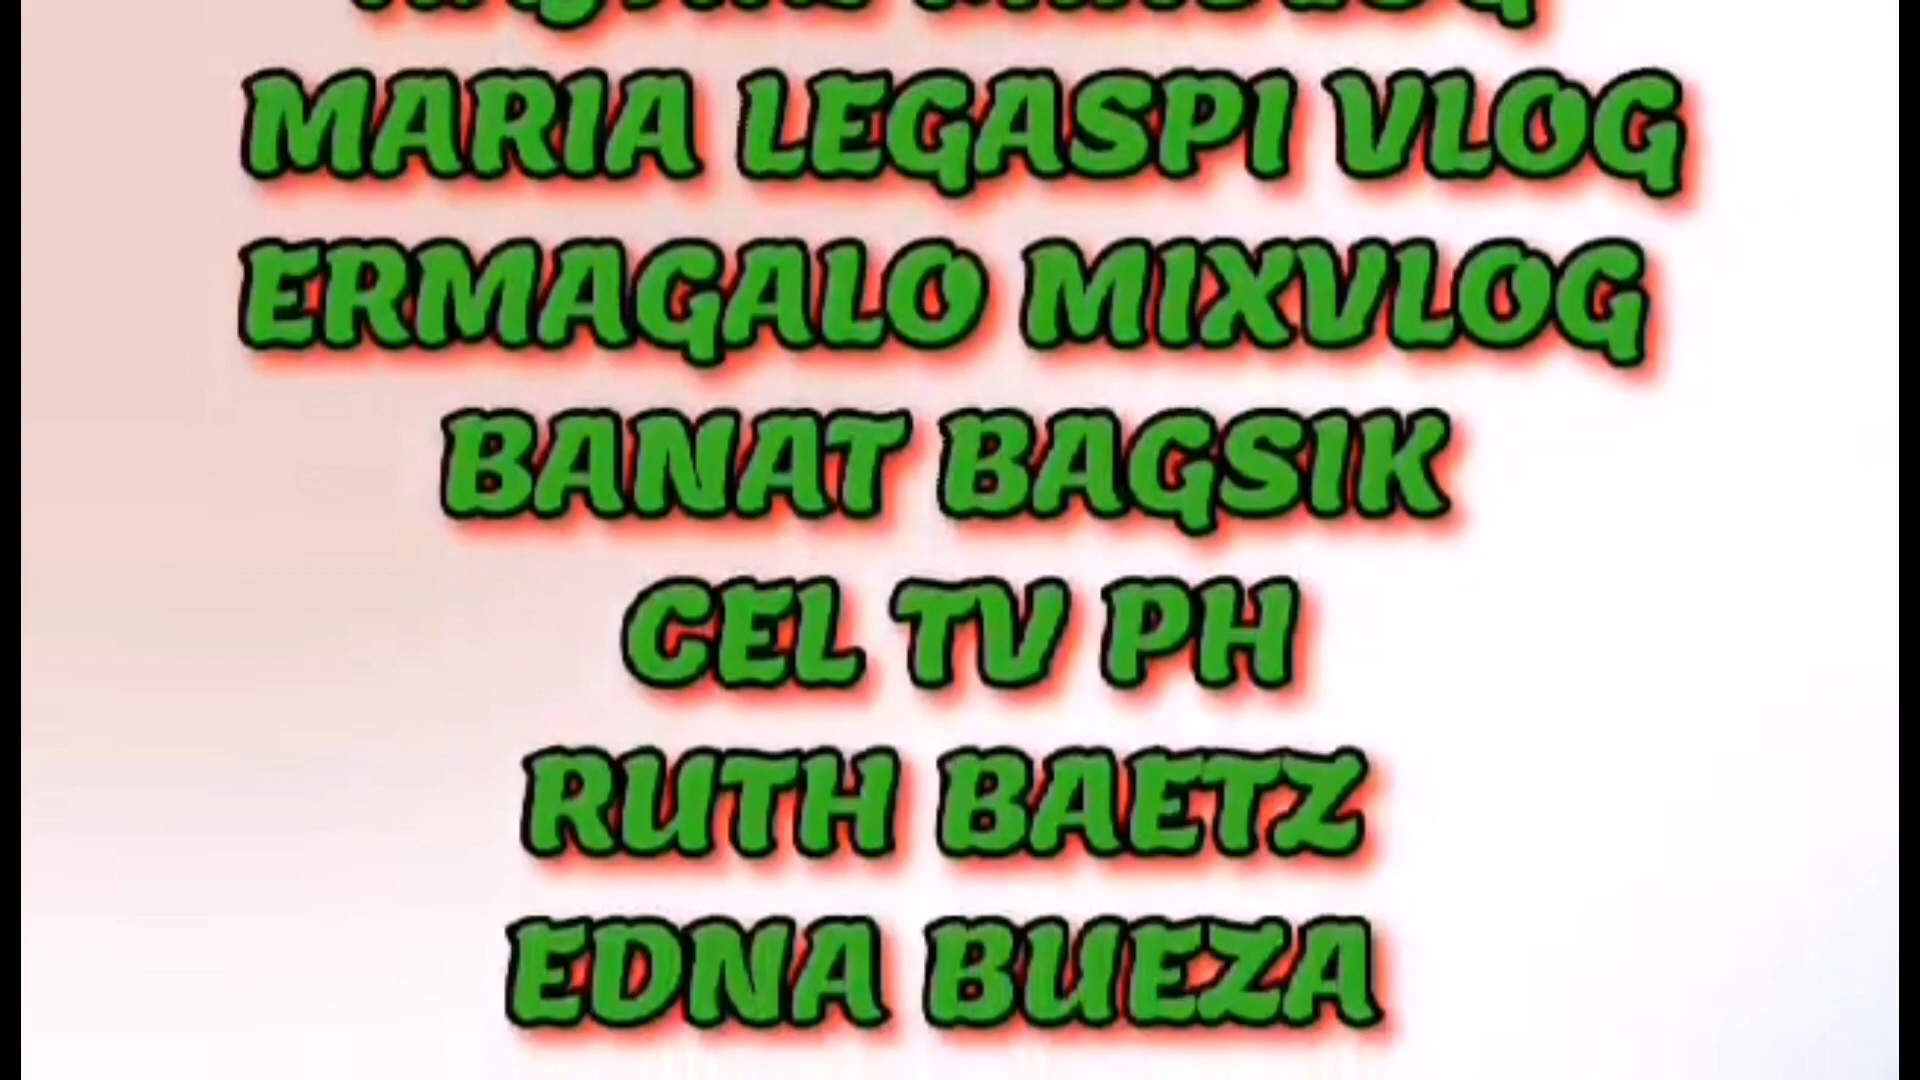 MARIA LEGASPI VLOG
ERMAGALO MIXVLOG
BANAT BAGSIK
CEL TV PH
RUTH BAETZ
EDNA BUEZA